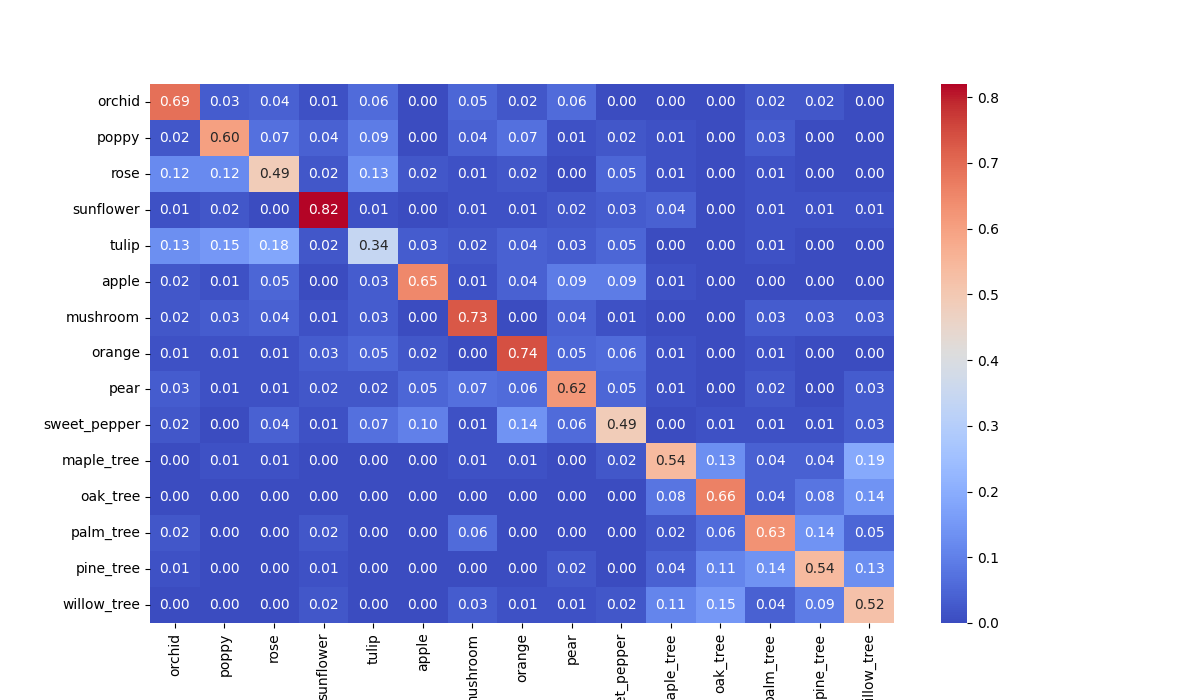 orchid 0.69 0.03 0.04 0.01 0.06 0.00 0.05 0.02 0.06 0.00 0.00 0.00 0.02 0.02 0.00
poppy 0.02 0.60 0.07 0.04 0.09 0.00 0.04 0.07 0.01 0.02 0.01 0.00 0.03 0.00 0.00
rose 0.12 0.12 0.49 0.02 0.13 0.02 0.01 0.02 0.00 0.05 0.01 0.00 0.01 0.00 0.00
sunflower 0.01 0.02 0.00 0.82 0.01 0.00 0.01 0.01 0.02 0.03 0.04 0.00 0.01 0.01 0.01
tulip 0.13 0.15 0.18 0.02 0.34 0.03 0.02 0.04 0.03 0.05 0.00 0.00 0.01 0.00 0.00
apple 0.02 0.01 0.05 0.00 0.03 0.65 0.01 0.04 0.09 0.09 0.01 0.00 0.00 0.00 0.00
mushroom 0.02 0.03 0.04 0.01 0.03 0.00 0.73 0.00 0.04 0.01 0.00 0.00 0.03 0.03 0.03
orange 0.01 0.01 0.01 0.03 0.05 0.02 0.00 0.74 0.05 0.06 0.01 0.00 0.01 0.00 0.00
pear 0.03 0.01 0.01 0.02 0.02 0.05 0.07 0.06 0.62 0.05 0.01 0.00 0.02 0.00 0.03
sweet_pepper 0.02 0.00 0.04 0.01 0.07 0.10 0.01 0.14 0.06 0.49 0.00 0.01 0.01 0.01 0.03
maple_tree 0.00 0.01 0.01 0.00 0.00 0.00 0.01 0.01 0.00 0.02 0.54 0.13 0.04 0.04 0.19
oak_tree 0.00 0.00 0.00 0.00 0.00 0.00 0.00 0.00 0.00 0.00 0.08 0.66 0.04 0.08 0.14
palm_tree 0.02 0.00 0.00 0.02 0.00 0.00 0.06 0.00 0.00 0.00 0.02 0.06 0.63 0.14 0.05
pine_tree 0.01 0.00 0.00 0.01 0.00 0.00 0.00 0.00 0.02 0.00 0.04 0.11 0.14 0.54 0.13
willow_tree 0.00 0.00 0.00 0.02 0.00 0.00 0.03 0.01 0.01 0.02 0.11 0.15 0.04 0.09 0.52
orchid
poppy
rose
sunflower
tulip
apple
mushroom
orange
pear
et_pepper
aple_tree
oak_tree
palm_tree
pine_tree
illow_tree
0.8
0.7
0.6
0.5
0.4
0.3
0.2
0.1
0.0